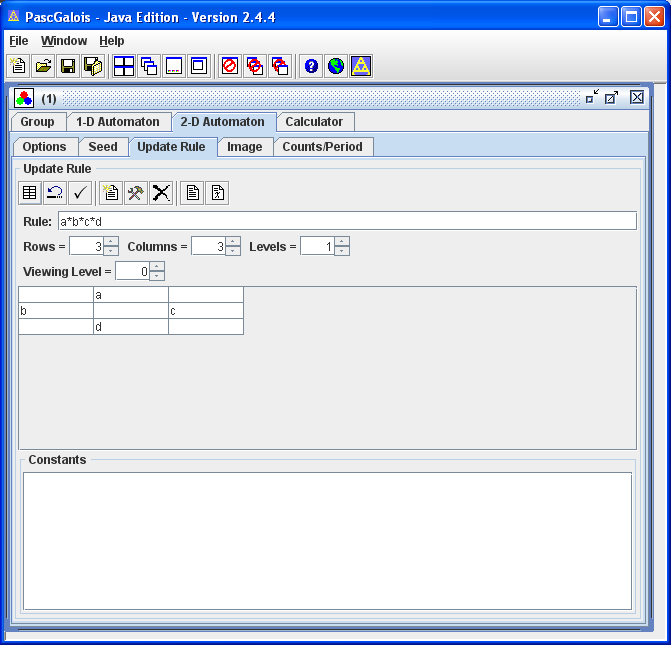 PascGalois - Java Edition - Version 2.4.4
File Window Help
(1)
Group 1-D Automaton 2-D Automaton Calculator
Options Seed Update Rule Image Counts/Period
Update Rule
Rule: a*b*c*d
Rows = 3 Columns = 3 Levels = 1
Viewing Level = 0
a
b c
d
Constants